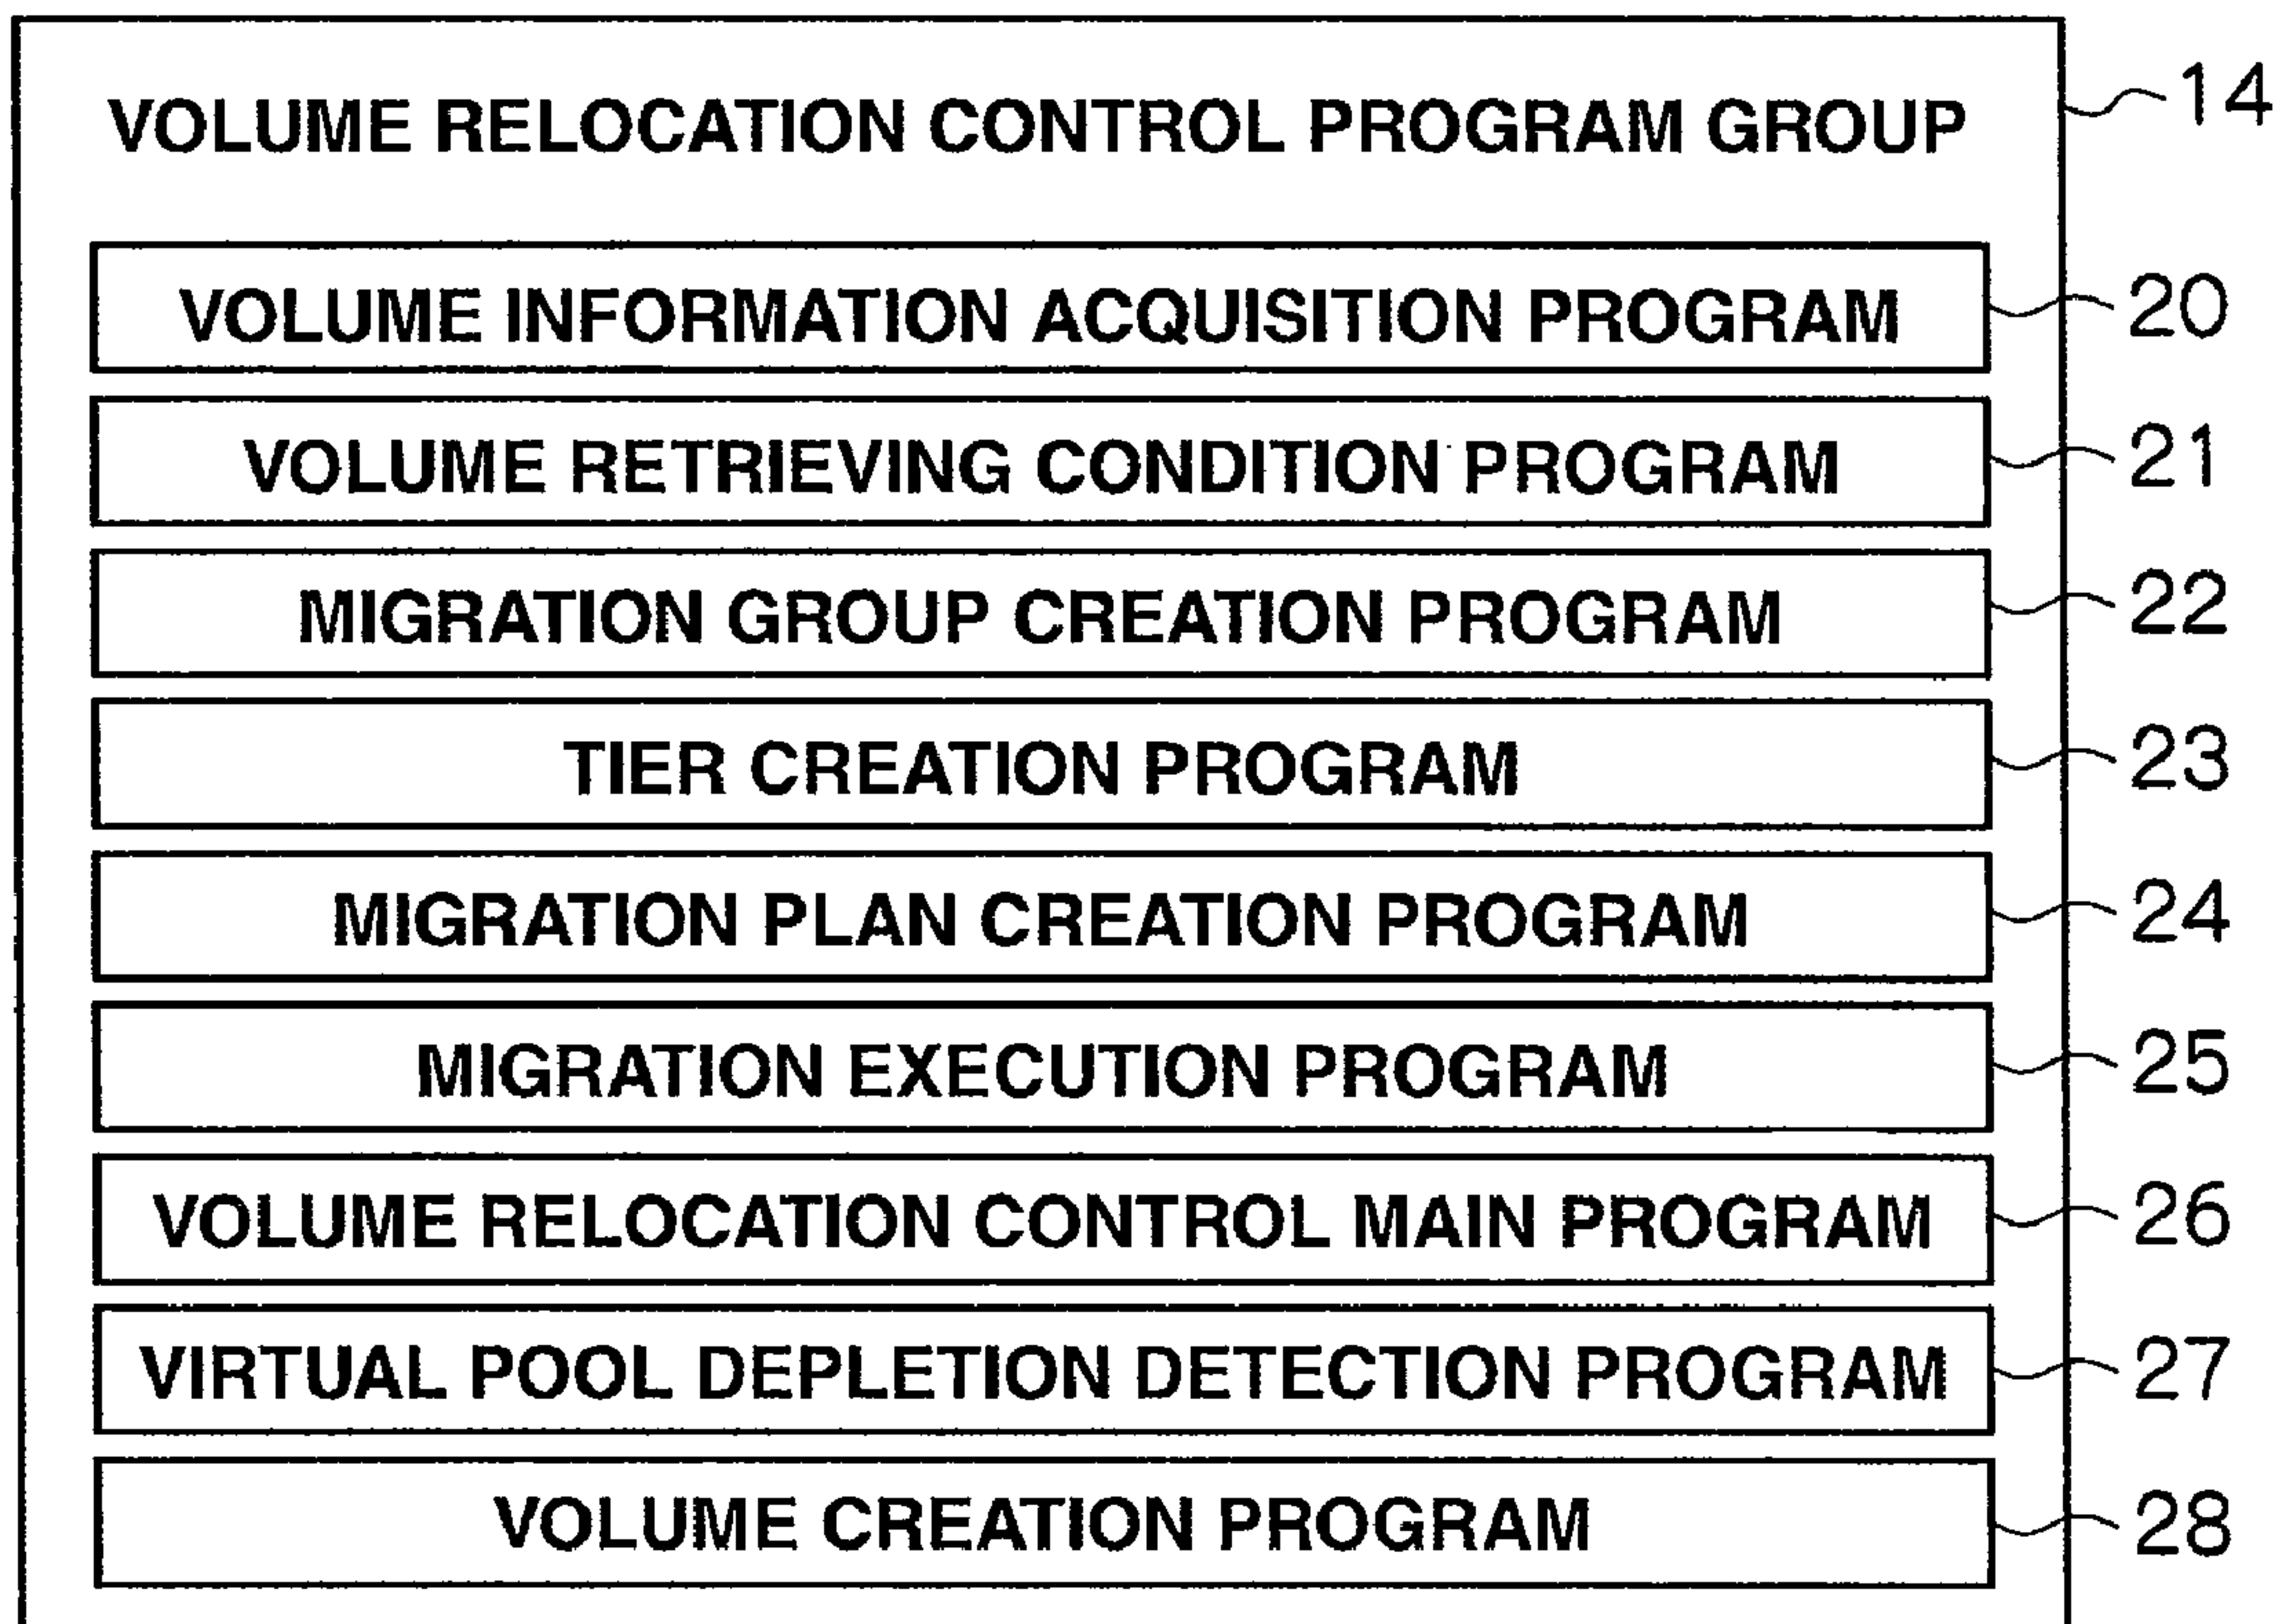 VOLUME RELOCATION CONTROL PROGRAM GROUP 14
VOLUME INFORMATION ACQUISITION PROGRAM 20
VOLUME RETRIEVING CONDITION PROGRAM 21
MIGRATION GROUP CREATION PROGRAM 22
TIER CREATION PROGRAM 23
MIGRATION PLAN CREATION PROGRAM 24
MIGRATION EXECUTION PROGRAM 25
VOLUME RELOCATION CONTROL MAIN PROGRAM 26
VIRTUAL POOL DEPLETION DETECTION PROGRAM 27
VOLUME CREATION PROGRAM 28